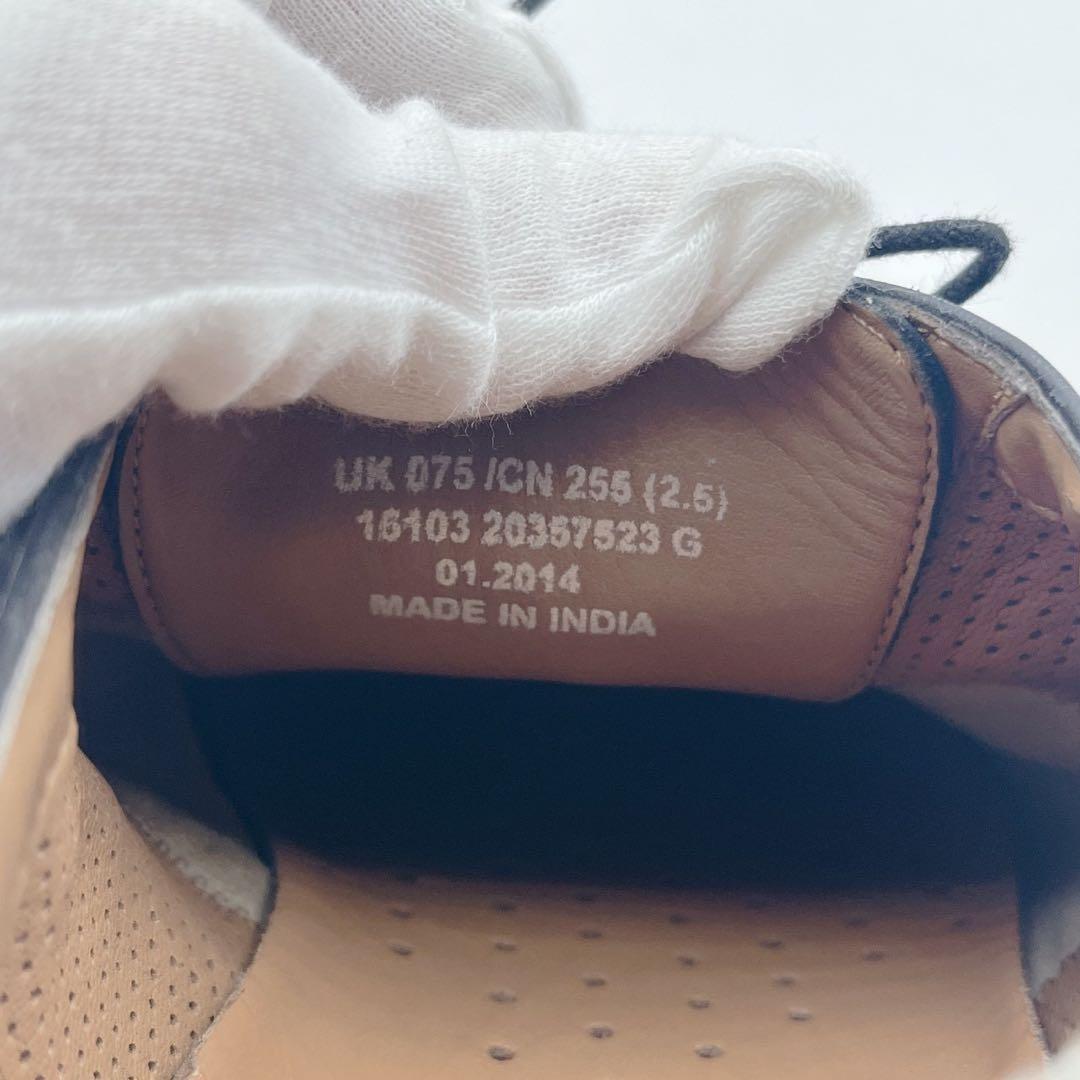 UK 075 /CN 255 (2.5)
16103 20357523 G
01.2014
MADE IN INDIA